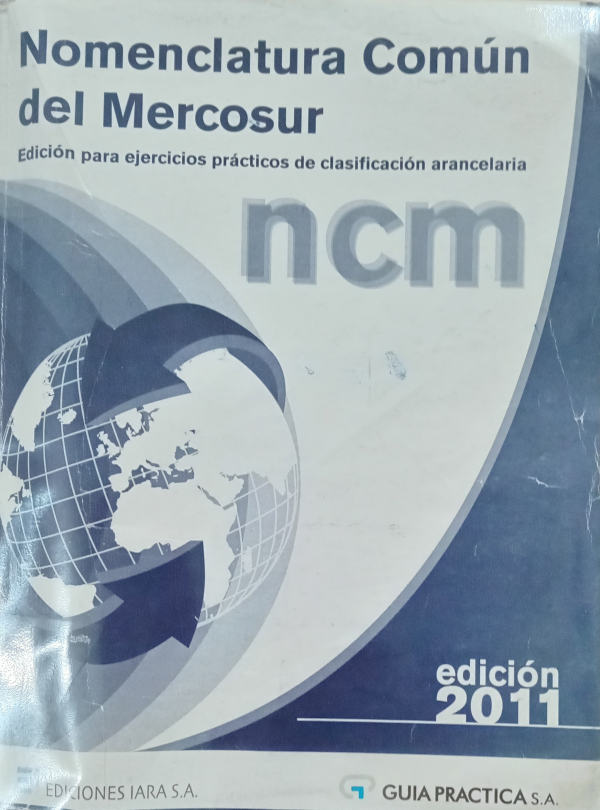 Nomenclatura Común
del Mercosur
Edición para ejercicios prácticos de clasificación arancelaria
ncm
edición
2011
EDICIONES IARA S.A.
GUIA PRACTICA S.A.